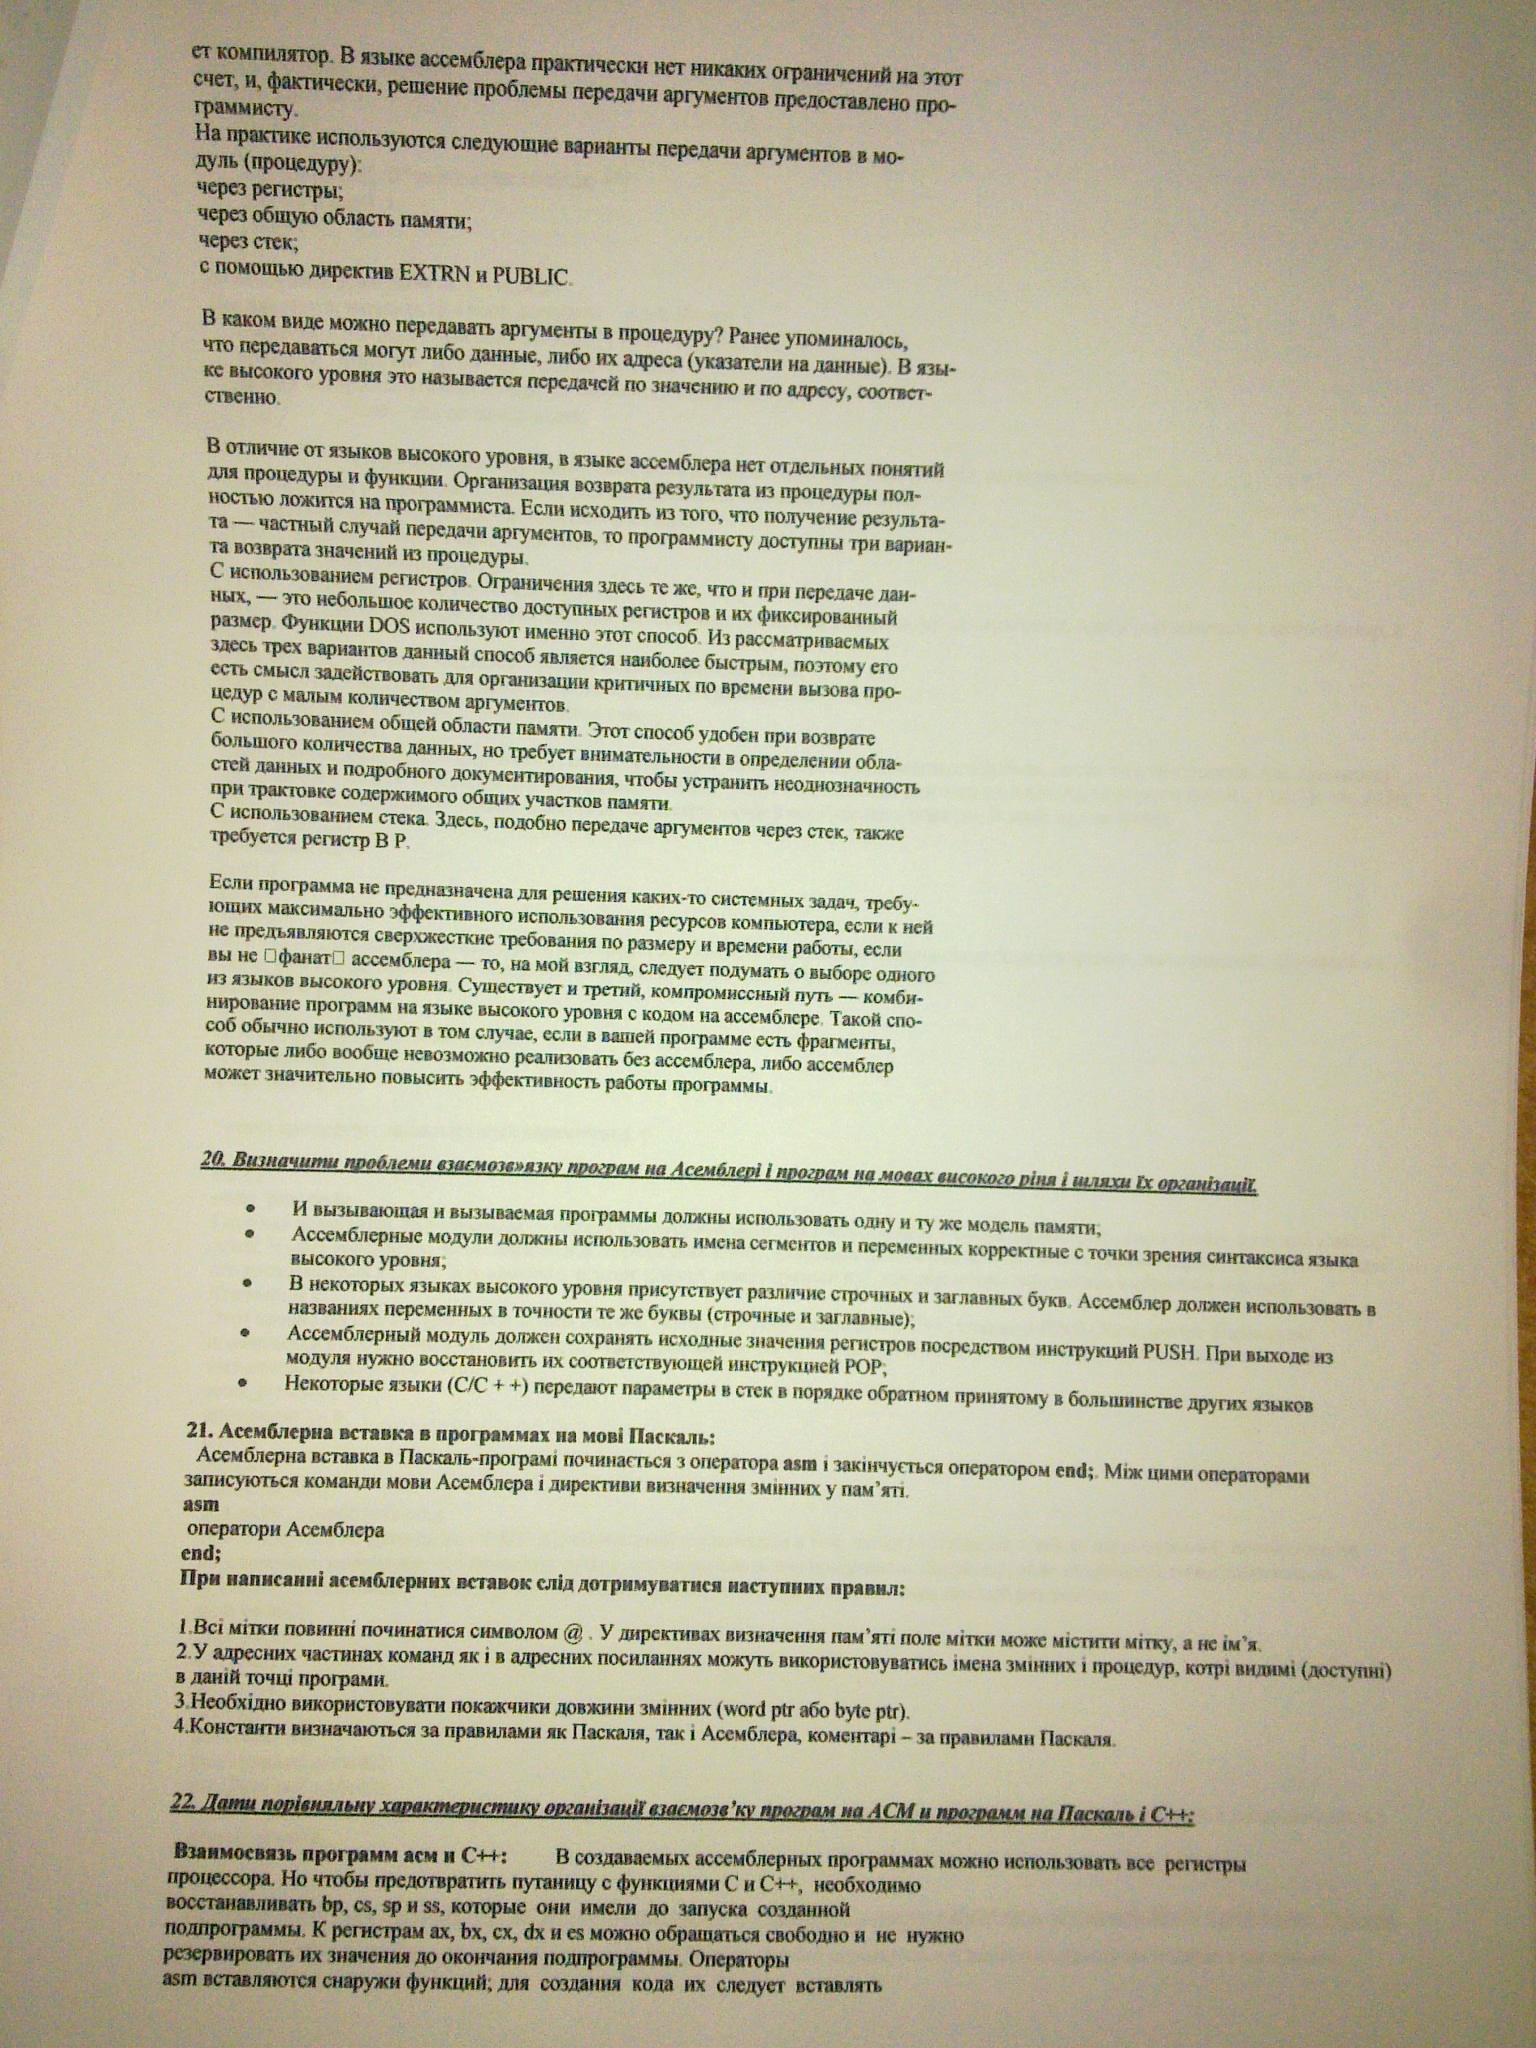 ет компилятор. В языке ассемблера практически нет никаких ограничений на этот
счет, и, фактически, решение проблемы передачи аргументов предоставлено про-
граммисту.
На практике используются следующие варианты передачи аргументов в мо-
дуль (процедуру):
через регистры;
через общую область памяти;
через стек;
с помощью директив EXTRN и PUBLIC.
В каком виде можно передавать аргументы в процедуру? Ранее упоминалось,
что передаваться могут либо данные, либо их адреса (указатели на данные). В язы-
ке высокого уровня это называется передачей по значению и по адресу, соответ-
ственно.
В отличие от языков высокого уровня, в языке ассемблера нет отдельных понятий
для процедуры и функции. Организация возврата результата из процедуры пол-
ностью ложится на программиста. Если исходить из того, что получение результа-
та — частный случай передачи аргументов, то программисту доступны три вариан-
та возврата значений из процедуры.
С использованием регистров. Ограничения здесь те же, что и при передаче дан-
ных, — это небольшое количество доступных регистров и их фиксированный
размер. Функции DOS используют именно этот способ. Из рассматриваемых
здесь трех вариантов данный способ является наиболее быстрым, поэтому его
есть смысл задействовать для организации критичных по времени вызова про-
цедур с малым количеством аргументов.
С использованием общей области памяти. Этот способ удобен при возврате
большого количества данных, но требует внимательности в определении обла-
стей данных и подробного документирования, чтобы устранить неоднозначность
при трактовке содержимого общих участков памяти.
С использованием стека. Здесь, подобно передаче аргументов через стек, также
требуется регистр В Р.
Если программа не предназначена для решения каких-то системных задач, требу-
ющих максимально эффективного использования ресурсов компьютера, если к ней
не предъявляются сверхжесткие требования по размеру и времени работы, если
вы не □фанат□ ассемблера — то, на мой взгляд, следует подумать о выборе одного
из языков высокого уровня. Существует и третий, компромиссный путь — комби-
нирование программ на языке высокого уровня с кодом на ассемблере. Такой спо-
соб обычно используют в том случае, если в вашей программе есть фрагменты,
которые либо вообще невозможно реализовать без ассемблера, либо ассемблер
может значительно повысить эффективность работы программы.
20. Визначити проблеми взаємозв»язку програм на Асемблері і програм на мовах високого ріпя і шляхи їх організації.
• И вызывающая и вызываемая программы должны использовать одну и ту же модель памяти;
• Ассемблерные модули должны использовать имена сегментов и переменных корректные с точки зрения синтаксиса языка
высокого уровня;
• В некоторых языках высокого уровня присутствует различие строчных и заглавных букв. Ассемблер должен использовать в
названиях переменных в точности те же буквы (строчные и заглавные);
• Ассемблерный модуль должен сохранять исходные значения регистров посредством инструкций PUSH. При выходе из
модуля нужно восстановить их соответствующей инструкцией POP;
• Некоторые языки (C/C + +) передают параметры в стек в порядке обратном принятому в большинстве других языков
21. Асемблерна вставка в программах на мові Паскаль:
Асемблерна вставка в Паскаль-програмі починається з оператора asm і закінчується оператором end;. Між цими операторами
записуються команди мови Асемблера і директиви визначення змінних у пам’яті.
asm
оператори Асемблера
end;
При написанні асемблерних вставок слід дотримуватися наступних правил:
1.Всі мітки повинні починатися символом @ . У директивах визначення пам’яті поле мітки може містити мітку, а не ім’я.
2.У адресних частинах команд як і в адресних посиланнях можуть використовуватись імена змінних і процедур, котрі видимі (доступні)
в даній точці програми.
3.Необхідно використовувати покажчики довжини змінних (word ptr або byte ptr).
4.Константи визначаються за правилами як Паскаля, так і Асемблера, коментарі – за правилами Паскаля.
22. Дати порівняльну характеристику організації взаємозв’ку програм на АСМ и программ на Паскаль і С++:
Взаимосвязь программ асм и С++: В создаваемых ассемблерных программах можно использовать все регистры
процессора. Но чтобы предотвратить путаницу с функциями С и С++, необходимо
восстанавливать bp, cs, sp и ss, которые они имели до запуска созданной
подпрограммы. К регистрам ax, bx, cx, dx и es можно обращаться свободно и не нужно
резервировать их значения до окончания подпрограммы. Операторы
asm вставляются снаружи функций; для создания кода их следует вставлять